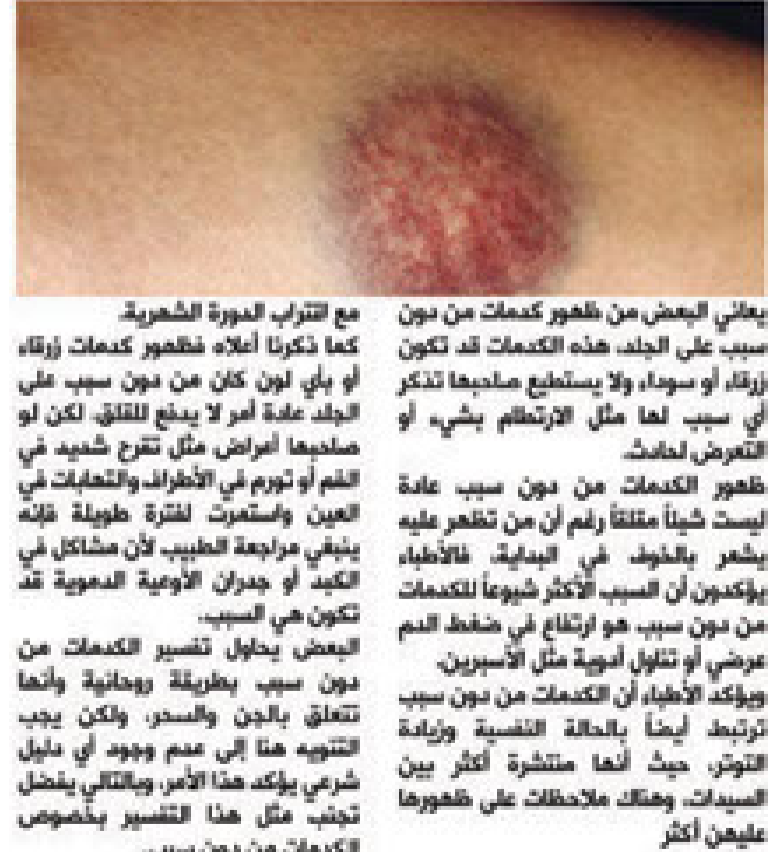 يعاني البعض من ظهور كدمات من دون
سبب على الجلد، هذه الكدمات قد تكون
زرقاء أو سوداء ولا يستطيع صاحبها تذكر
أي سبب لها مثل الارتطام بشيء أو
التعرض لحادث.
ظهور الكدمات من دون سبب عادة
ليست شيئاً مقلقاً رغم أن من تظهر عليه
يشعر بالخوف في البداية، فالأطباء
يؤكدون أن السبب الأكثر شيوعاً للكدمات
من دون سبب هو ارتفاع في ضغط الدم
عرضي أو تناول أدوية مثل الأسبرين.
ويؤكد الأطباء أن الكدمات من دون سبب
ترتبط أيضاً بالحالة النفسية وزيادة
التوتر، حيث أنها منتشرة أكثر بين
السيدات، وهناك ملاحظات على ظهورها
عليهن أكثر
مع اقتراب الدورة الشهرية.
كما ذكرنا أعلاه فظهور كدمات زرقاء
أو بأي لون كان من دون سبب على
الجلد عادة أمر لا يدفع للقلق، لكن لو
صاحبها أمراض مثل تقرح شديد في
الفم أو تورم في الأطراف والتهابات في
العين واستمرت لفترة طويلة فإنه
ينبغي مراجعة الطبيب لأن مشاكل في
الكبد أو جدران الأوعية الدموية قد
تكون هي السبب.
البعض يحاول تفسير الكدمات من
دون سبب بطريقة روحانية وأنها
تتعلق بالجن والسحر، ولكن يجب
التنويه هنا إلى عدم وجود أي دليل
شرعي يؤكد هذا الأمر، وبالتالي يفضل
تجنب مثل هذا التفسير بخصوص
الكدمات من دون سبب.